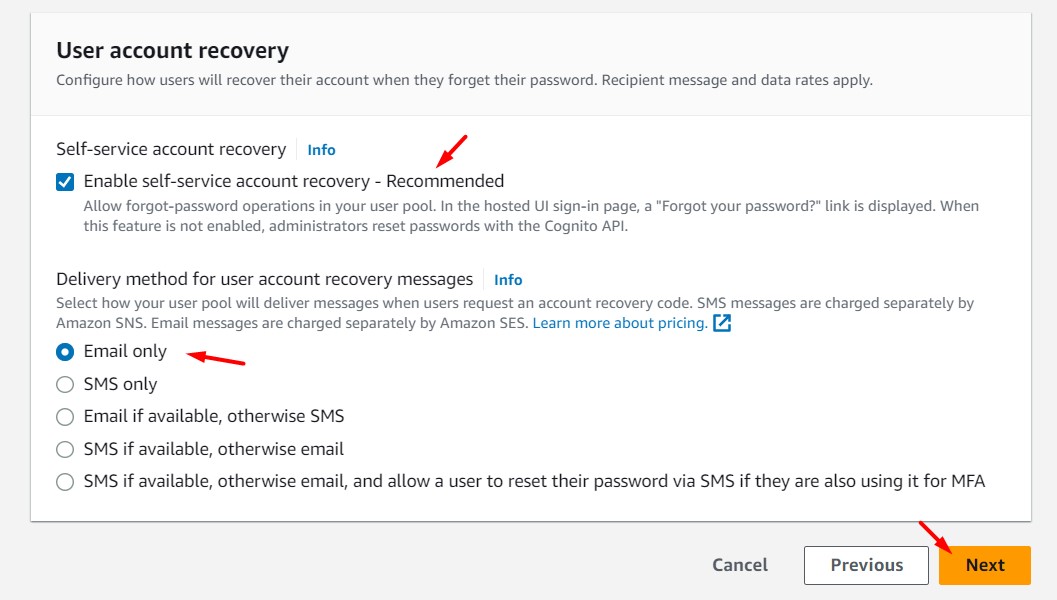 User account recovery
Configure how users will recover their account when they forget their password. Recipient message and data rates apply.
Self-service account recovery Info
Enable self-service account recovery - Recommended
Allow forgot-password operations in your user pool. In the hosted UI sign-in page, a "Forgot your password?" link is displayed. When
this feature is not enabled, administrators reset passwords with the Cognito API.
Delivery method for user account recovery messages Info
Select how your user pool will deliver messages when users request an account recovery code. SMS messages are charged separately by
Amazon SNS. Email messages are charged separately by Amazon SES. Learn more about pricing.
Email only
SMS only
Email if available, otherwise SMS
SMS if available, otherwise email
SMS if available, otherwise email, and allow a user to reset their password via SMS if they are also using it for MFA
Cancel Previous Next